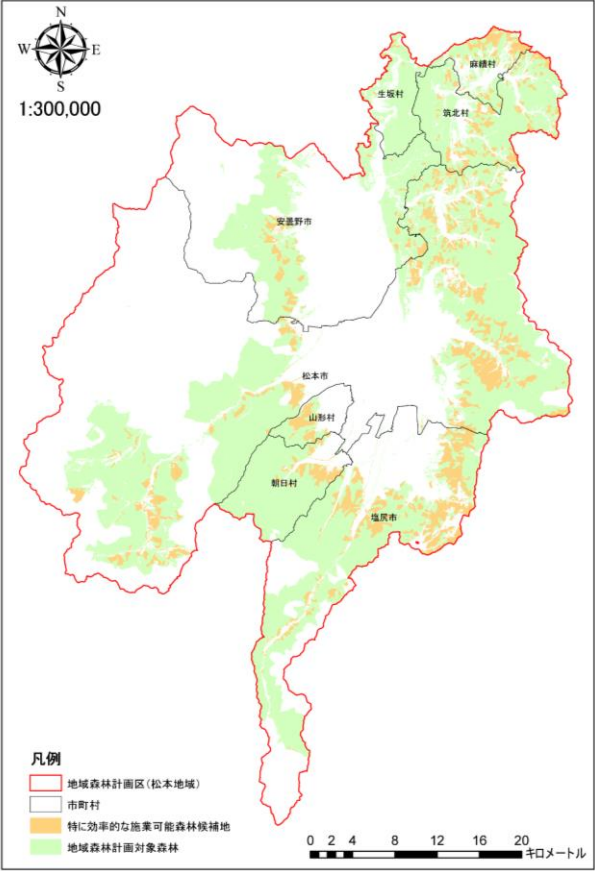 N
W E
S
1:300,000
麻績村
生坂村
筑北村
安曇野市
松本市
山形村
朝日村
塩尻市
凡例
地域森林計画区(松本地域)
市町村
特に効率的な施業可能森林候補地
地域森林計画対象森林
0 2 4 8 12 16 20
キロメートル